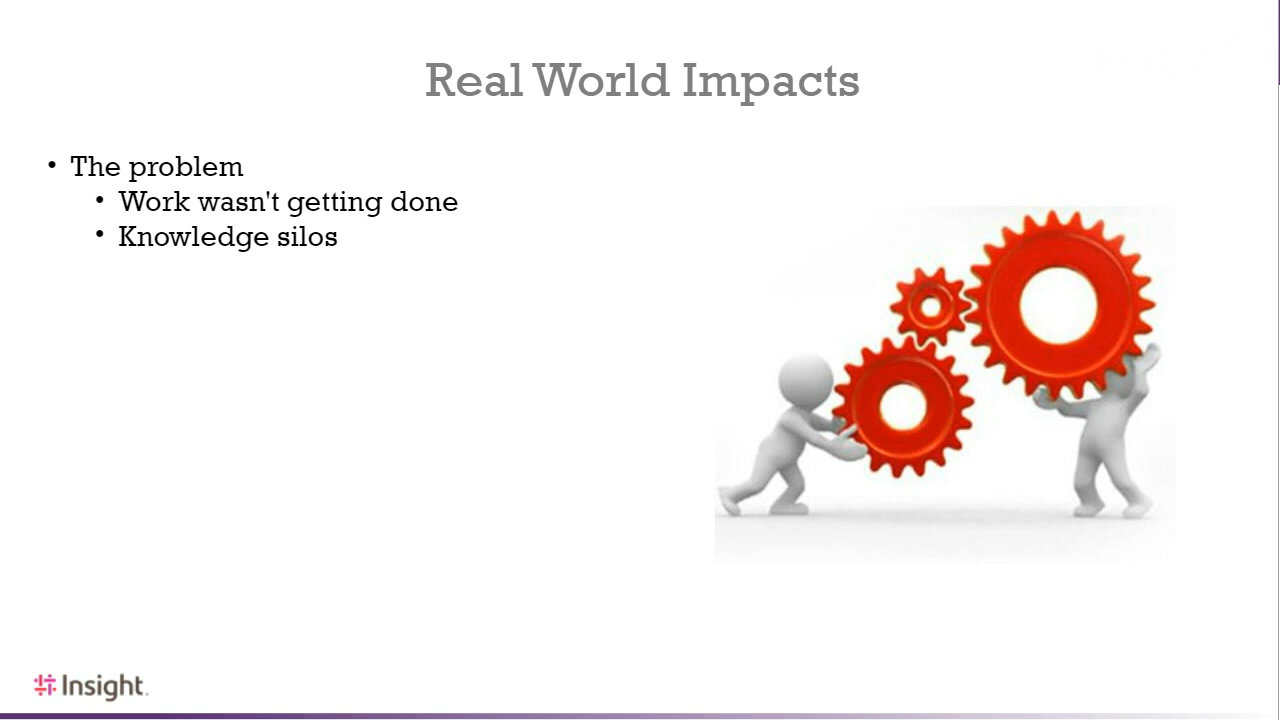 Real World Impacts
• The problem
• Work wasn't getting done
• Knowledge silos
Insight.